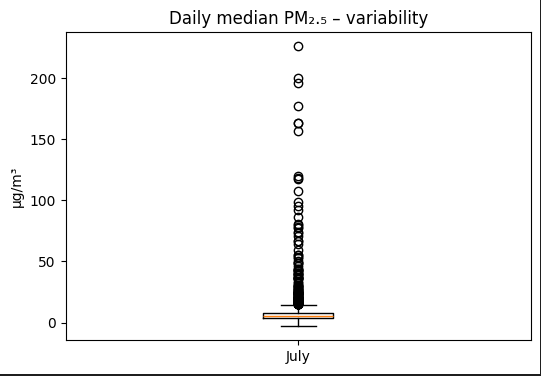 Daily median PM₂.₅ – variability
200
150
100
50
0
µg/m³
July